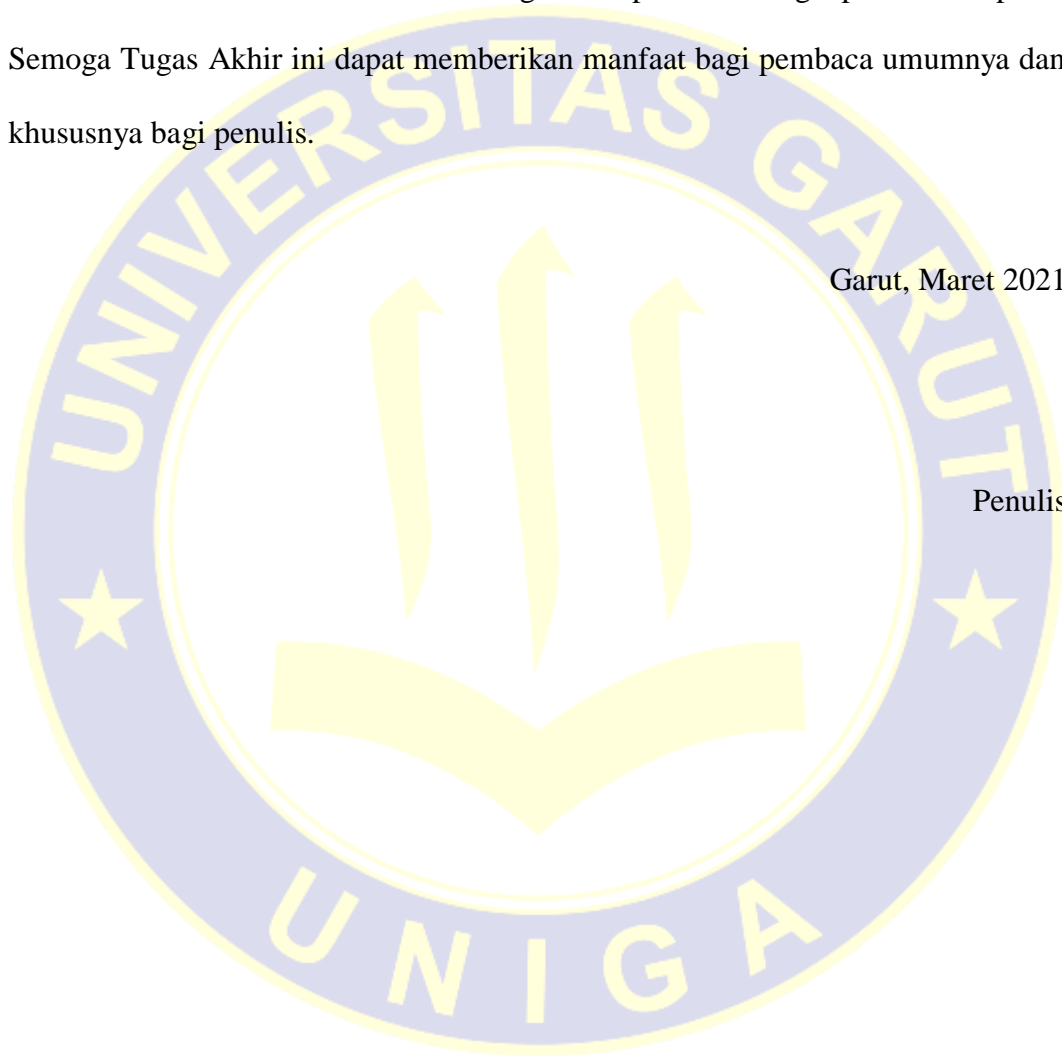 Semoga Tugas Akhir ini dapat memberikan manfaat bagi pembaca umumnya dan
khususnya bagi penulis.
Garut, Maret 2021
Penulis
UNIVERSITAS GARUT
UNIGA